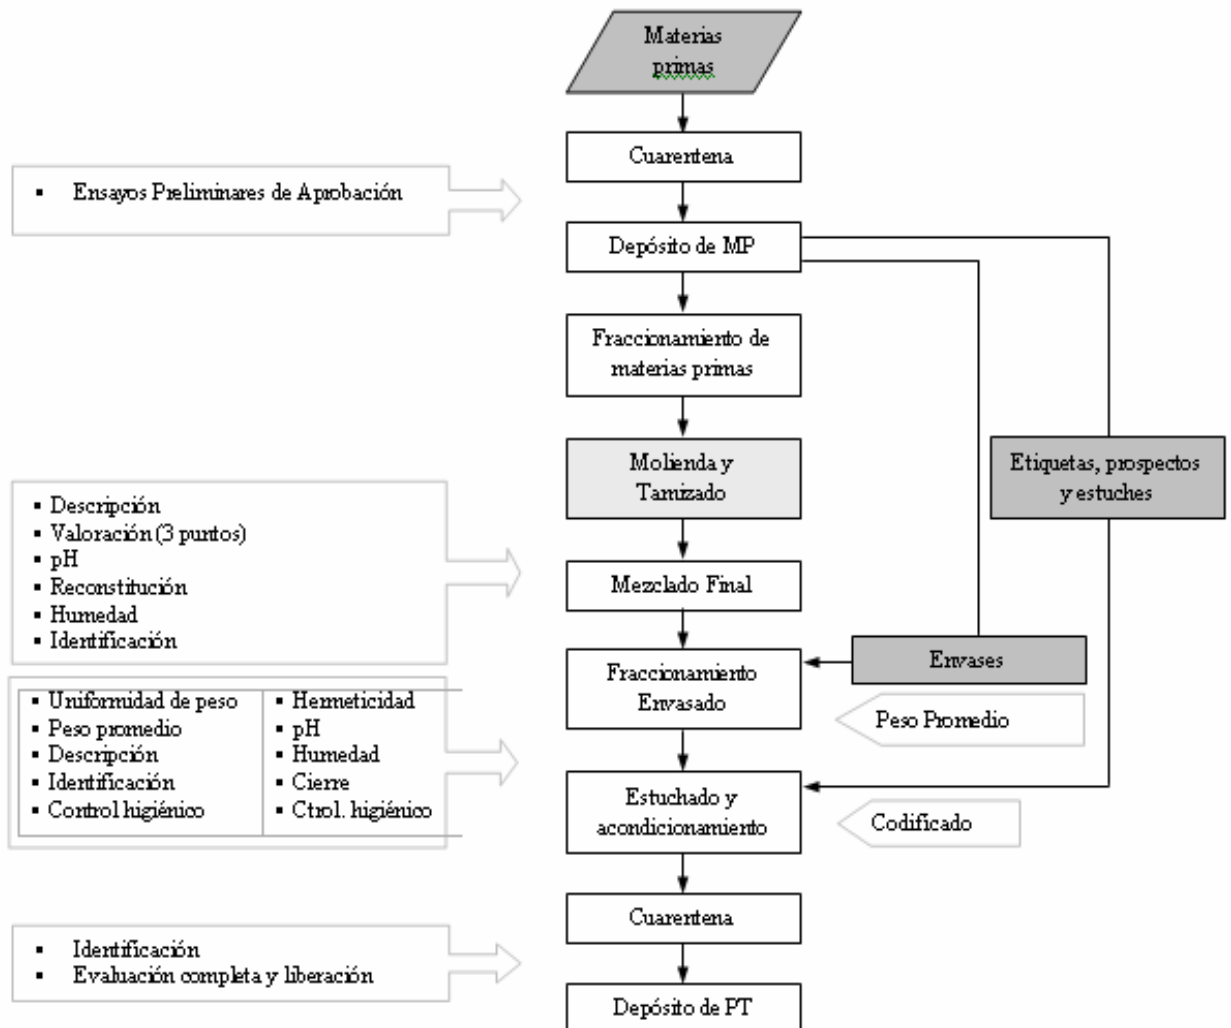 Materias
primas
Cuarentena
▪ Ensayos Preliminares de Aprobación
Depósito de MP
Fraccionamiento de
materias primas
Molienda y
Tamizado
Etiquetas, prospectos
y estuches
▪ Descripción
▪ Valoración (3 puntos)
▪ pH
▪ Reconstitución
▪ Humedad
▪ Identificación
Mezclado Final
Fraccionamiento
Envasado
Envases
Peso Promedio
▪ Uniformidad de peso
▪ Peso promedio
▪ Descripción
▪ Identificación
▪ Control higiénico
▪ Hermeticidad
▪ pH
▪ Humedad
▪ Cierre
▪ Ctrol. higiénico
Estuchado y
acondicionamiento
Codificado
Cuarentena
▪ Identificación
▪ Evaluación completa y liberación
Depósito de PT